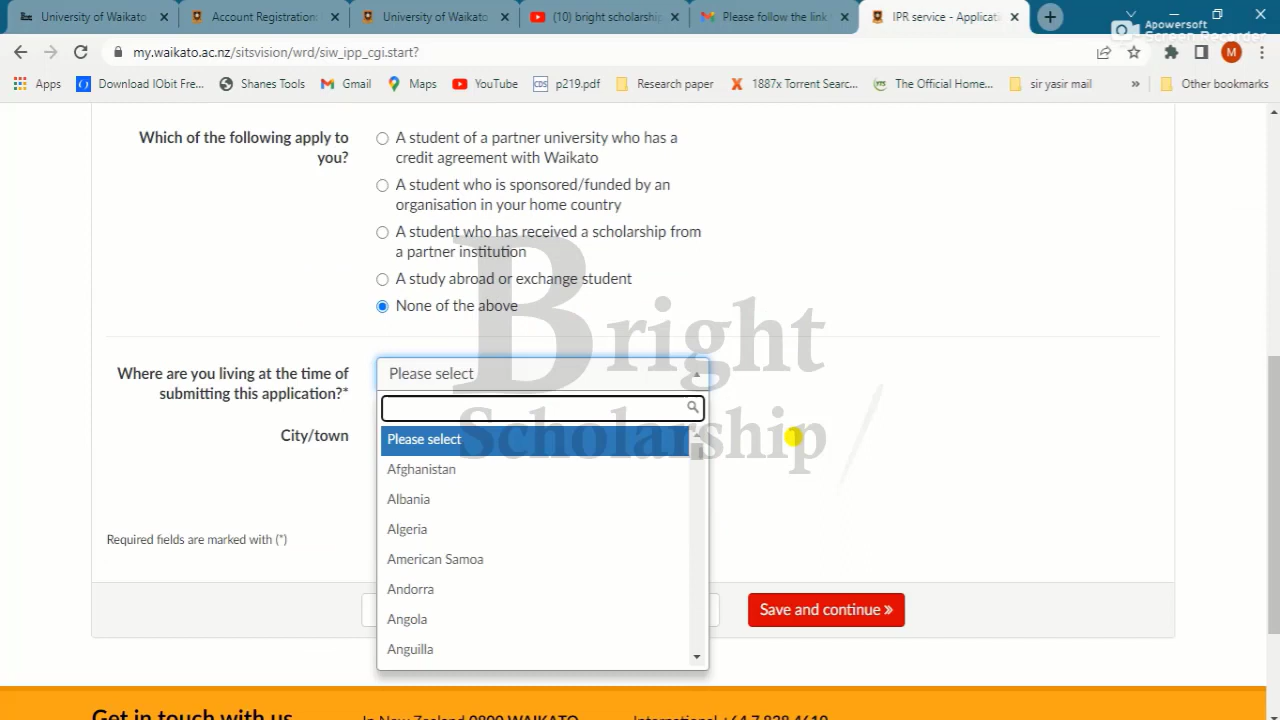 University of Waikato
Account Registration
University of Waikato
(10) bright scholarship
Please follow the link
IPR service - Applicati
Apowersoft
Screen Recorder
my.waikato.ac.nz/sitsvision/wrd/siw_ipp_cgi.start?
M
Apps
Download IObit Fre...
Shanes Tools
Gmail
Maps
YouTube
CDS
p219.pdf
Research paper
1887x Torrent Searc...
The Official Home...
sir yasir mail
»
Other bookmarks
Which of the following apply to
you?
A student of a partner university who has a
credit agreement with Waikato
A student who is sponsored/funded by an
organisation in your home country
A student who has received a scholarship from
a partner institution
A study abroad or exchange student
None of the above
Bright
Scholarship
Where are you living at the time of
submitting this application?*
Please select
City/town
Please select
Afghanistan
Albania
Algeria
American Samoa
Andorra
Angola
Anguilla
Required fields are marked with (*)
Save and continue »
Get in touch with us
In New Zealand 0800 WAIKATO
International +64 7 838 4610